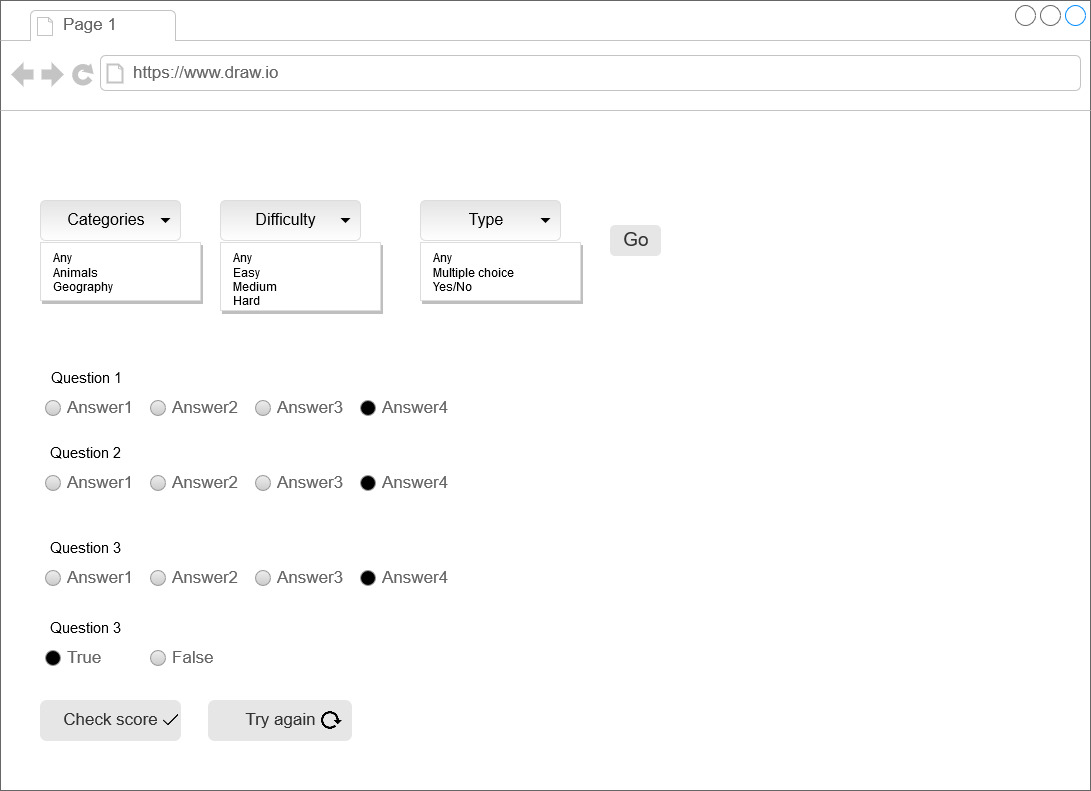 Page 1
https://www.draw.io
Categories
Difficulty
Type
Go
Any
Animals
Geography
Any
Easy
Medium
Hard
Any
Multiple choice
Yes/No
Question 1
Answer1 Answer2 Answer3 Answer4
Question 2
Answer1 Answer2 Answer3 Answer4
Question 3
Answer1 Answer2 Answer3 Answer4
Question 3
True False
Check score
Try again